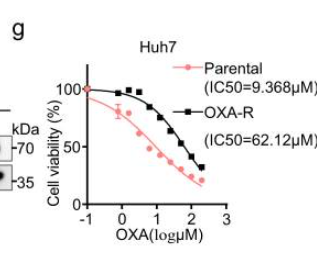 g
Huh7
Parental
(IC50=9.368μM)
OXA-R
(IC50=62.12μM)
kDa
-70
-35
Cell viability (%)
100
50
0
-1 0 1 2 3
OXA(logμM)